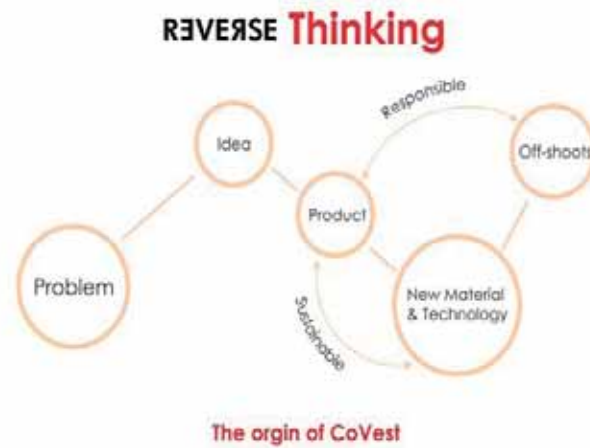 REVERSE Thinking
Responsible
Idea
Off-shoots
Product
Problem
New Material
& Technology
Sustainable
The orgin of CoVest